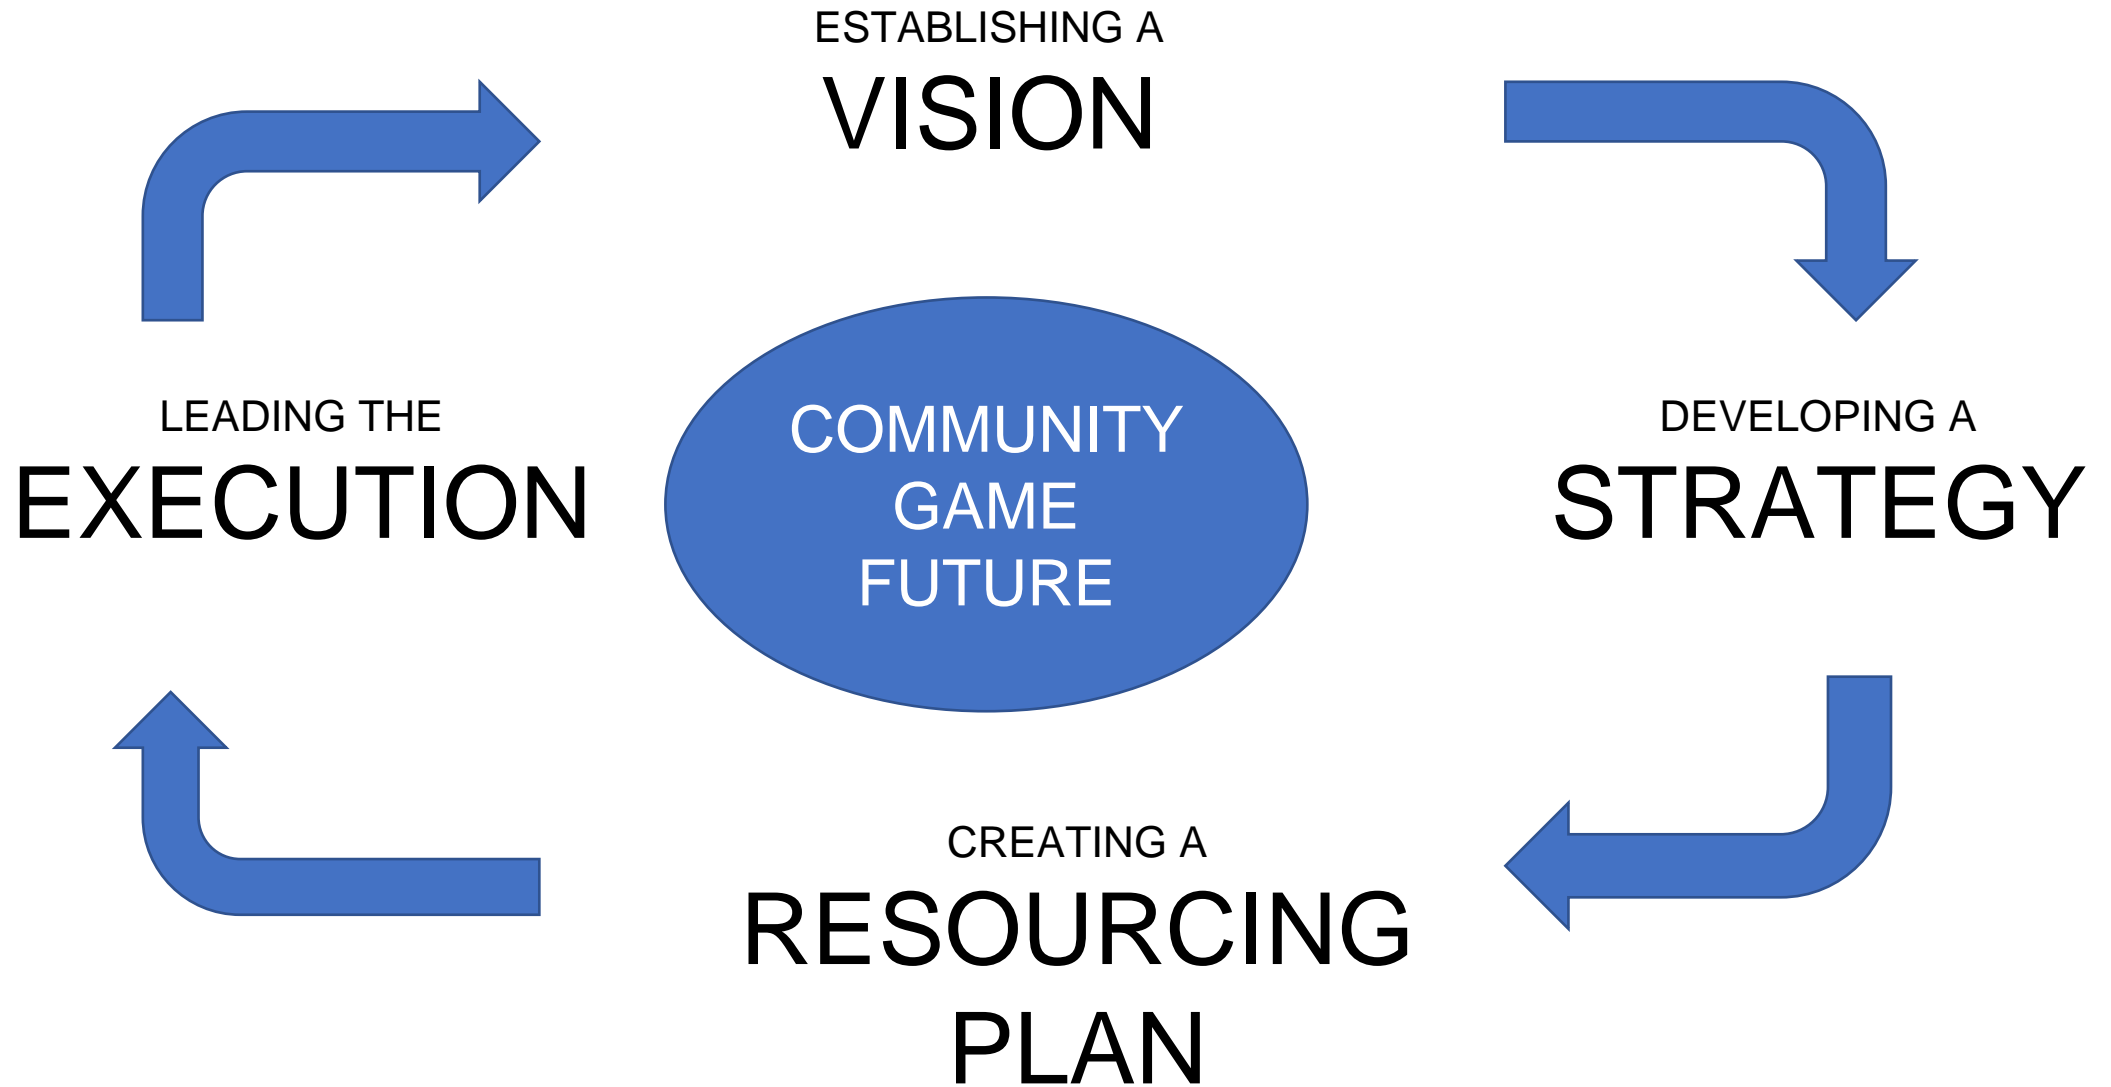 ESTABLISHING A
VISION
LEADING THE
EXECUTION
COMMUNITY
GAME
FUTURE
DEVELOPING A
STRATEGY
CREATING A
RESOURCING
PLAN